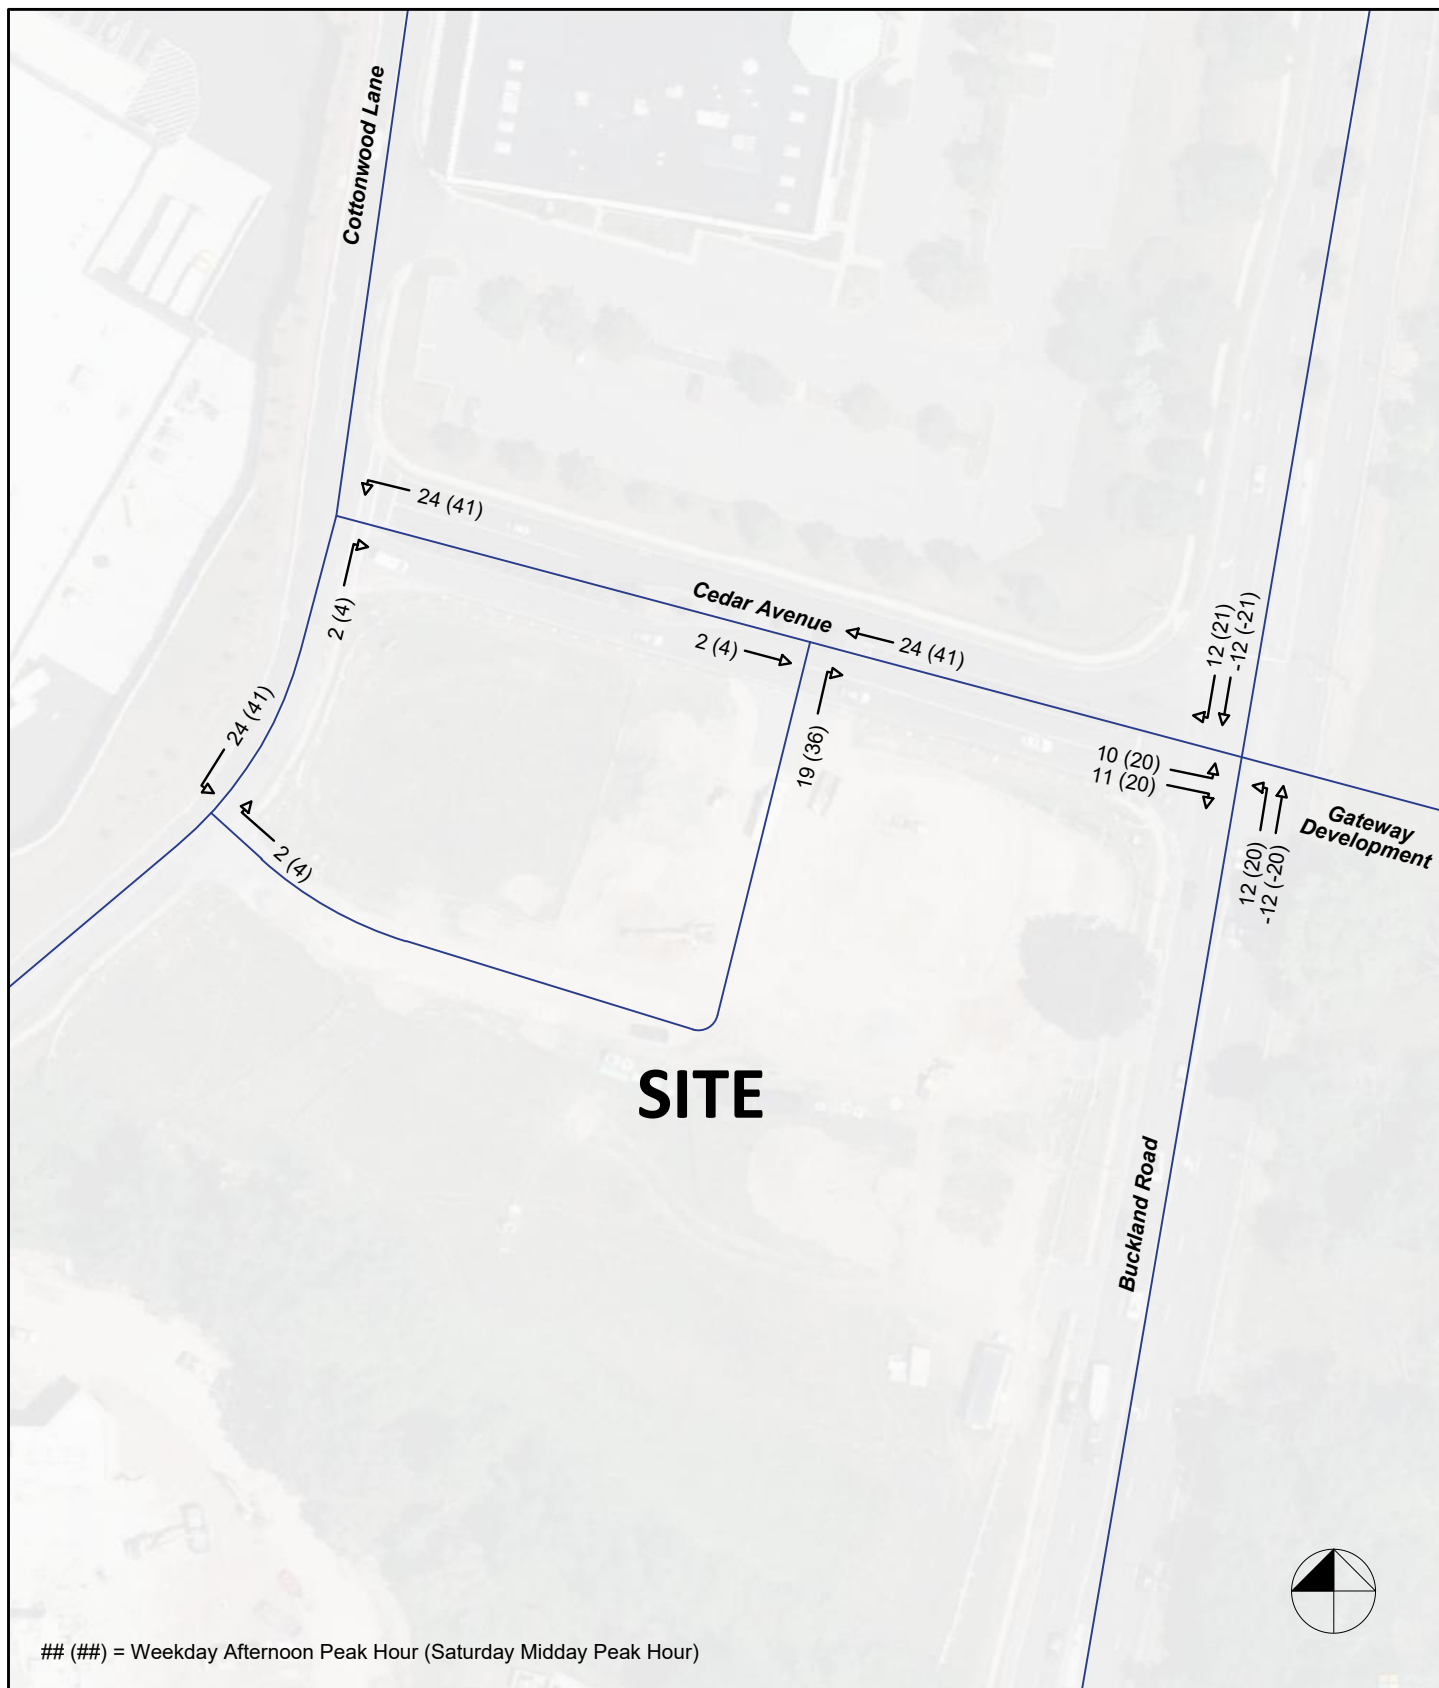 Cottonwood Lane
24 (41)
2 (4)
Cedar Avenue
24 (41)
2 (4)
12 (21)
-12 (-21)
24 (41)
19 (36)
10 (20)
11 (20)
Gateway
Development
12 (20)
-12 (-20)
2 (4)
SITE
Buckland Road
## (##) = Weekday Afternoon Peak Hour (Saturday Midday Peak Hour)